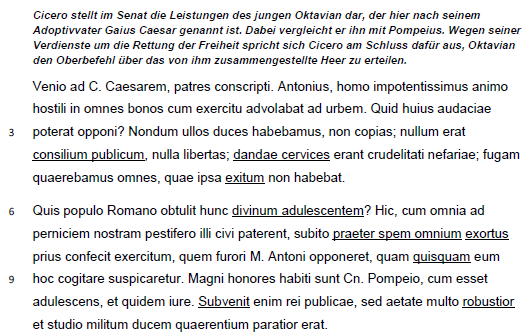 Cicero stellt im Senat die Leistungen des jungen Oktavian dar, der hier nach seinem
Adoptivvater Gaius Caesar genannt ist. Dabei vergleicht er ihn mit Pompeius. Wegen seiner
Verdienste um die Rettung der Freiheit spricht sich Cicero am Schluss dafür aus, Oktavian
den Oberbefehl über das von ihm zusammengestellte Heer zu erteilen.
Venio ad C. Caesarem, patres conscripti. Antonius, homo impotentissimus animo
hostili in omnes bonos cum exercitu advolabat ad urbem. Quid huius audaciae
3 poterat opponi? Nondum ullos duces habebamus, non copias; nullum erat
consilium publicum, nulla libertas; dandae cervices erant crudelitati nefariae; fugam
quaerebamus omnes, quae ipsa exitum non habebat.
6 Quis populo Romano obtulit hunc divinum adulescentem? Hic, cum omnia ad
perniciem nostram pestifero illi civi paterent, subito praeter spem omnium exortus
prius confecit exercitum, quem furori M. Antoni opponeret, quam quisquam eum
9 hoc cogitare suspicaretur. Magni honores habiti sunt Cn. Pompeio, cum esset
adulescens, et quidem iure. Subvenit enim rei publicae, sed aetate multo robustior
et studio militum ducem quaerentium paratior erat.